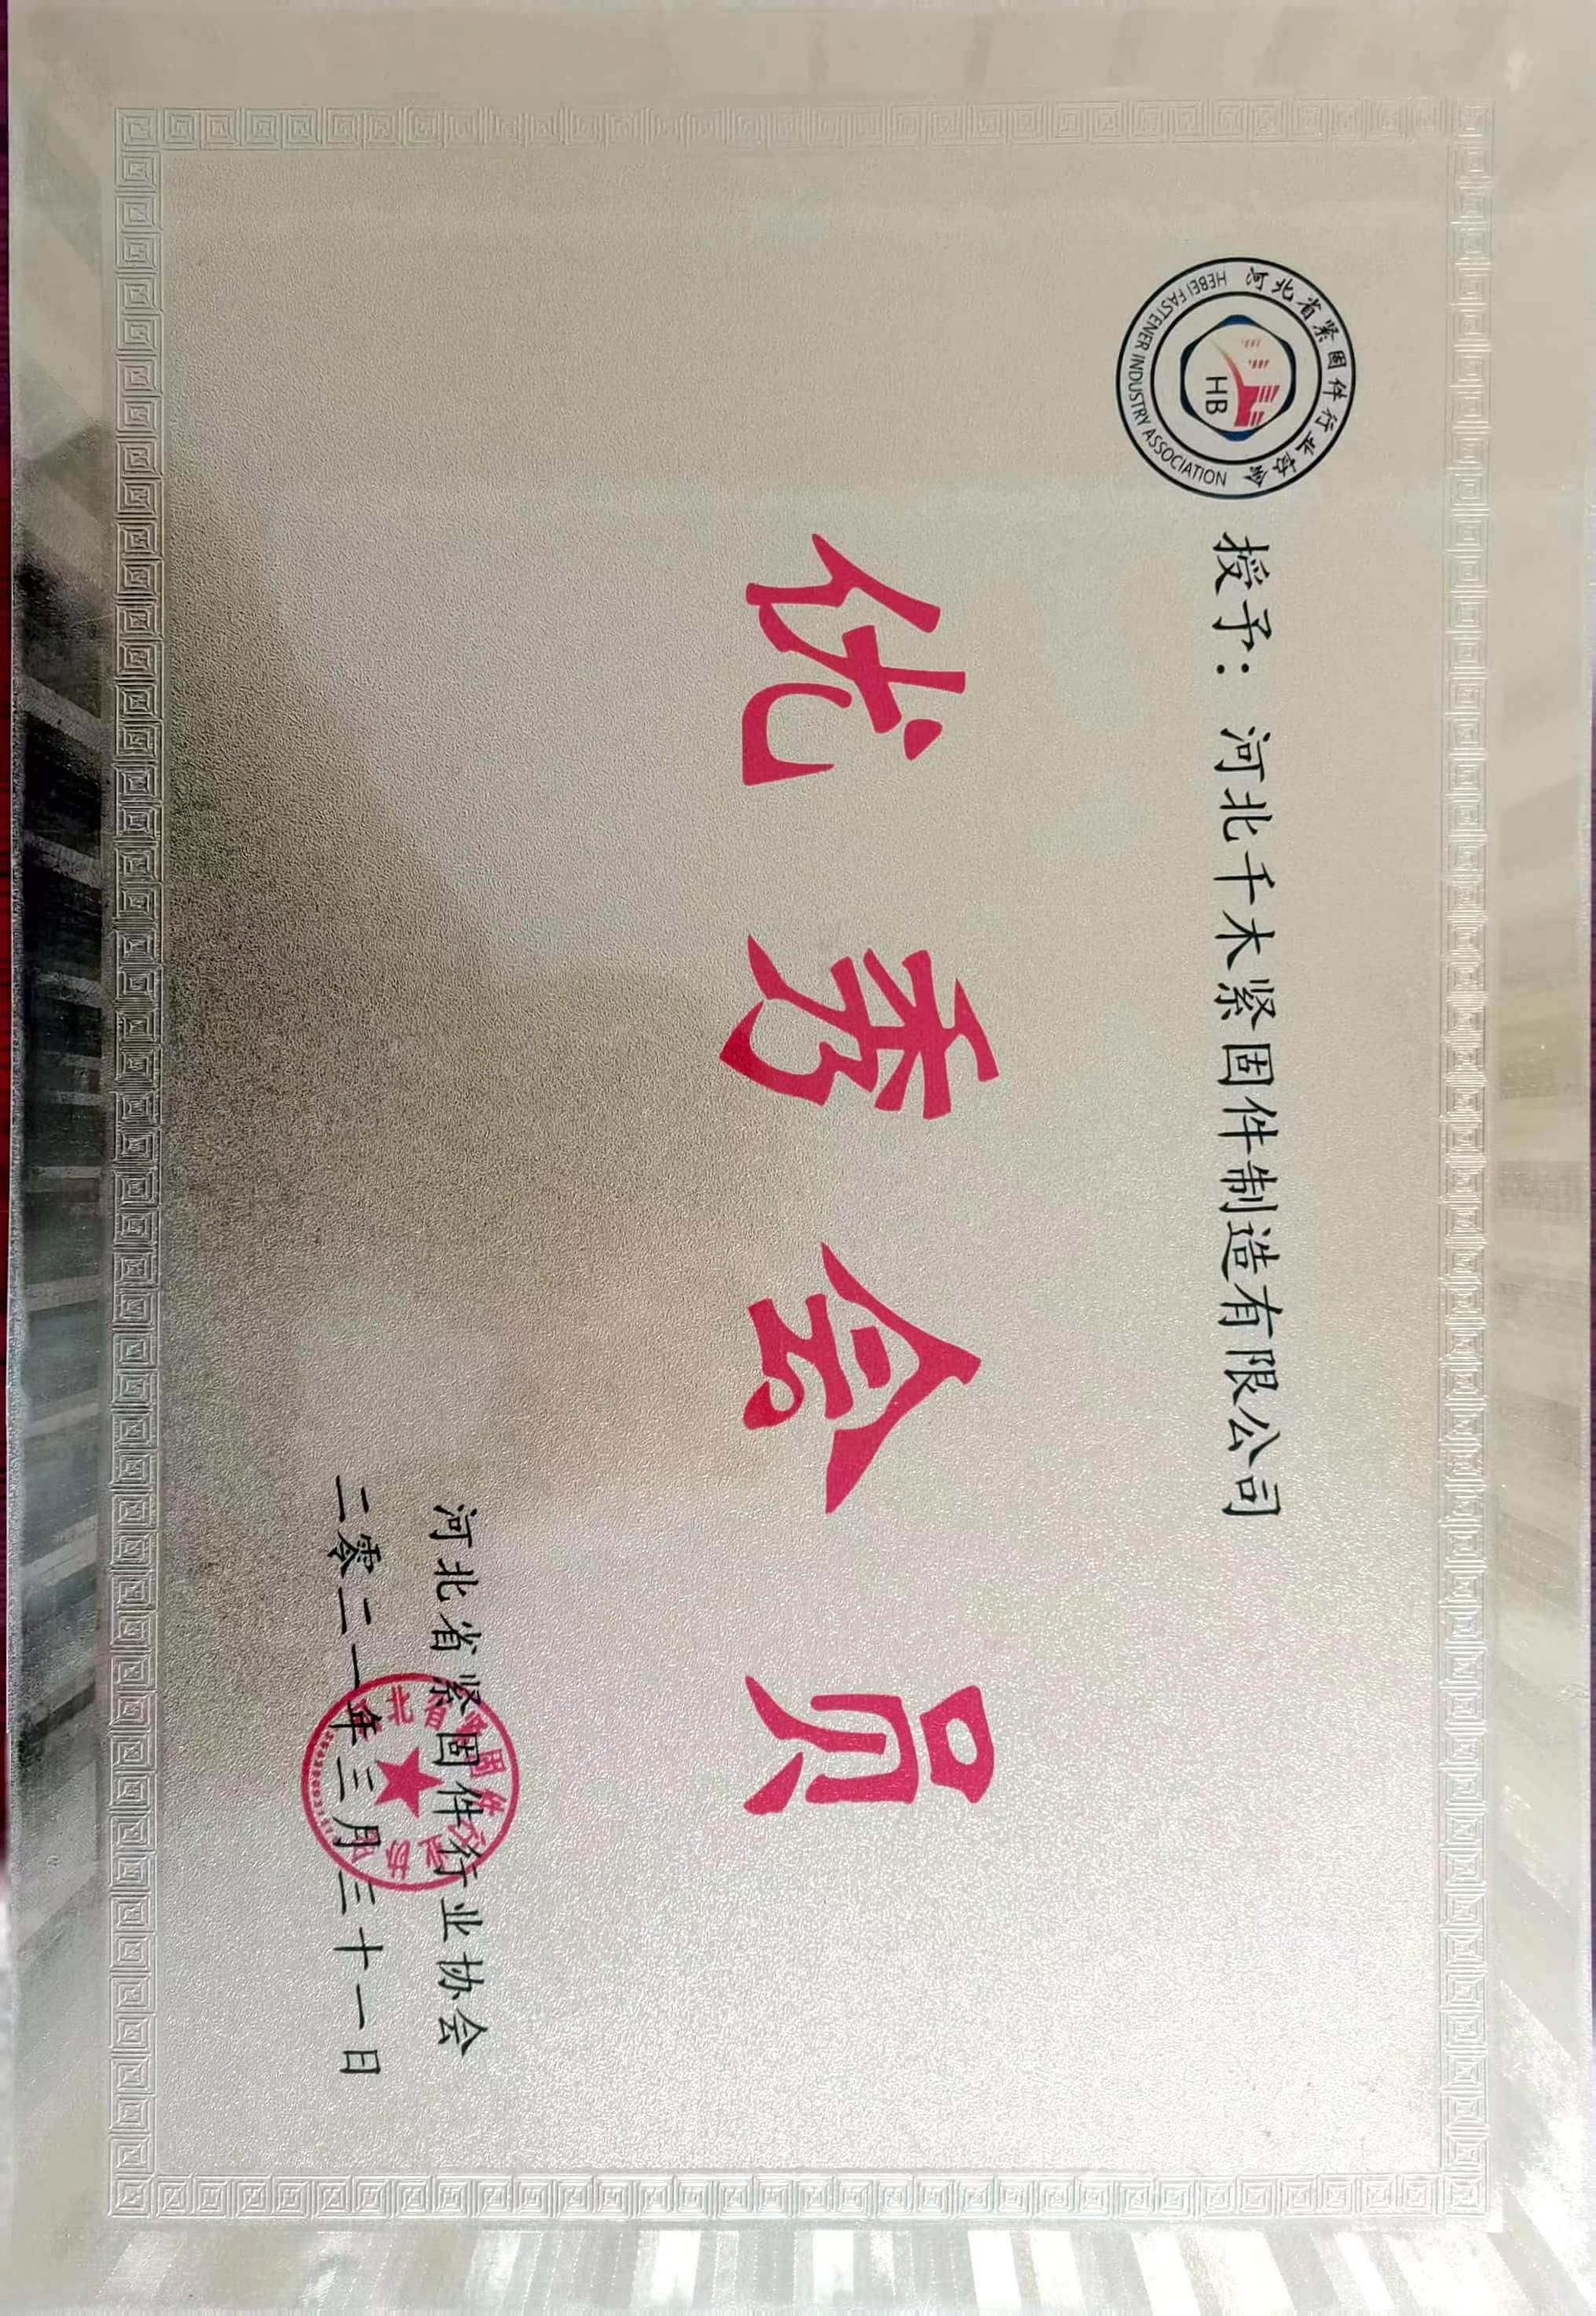 河北省紧固件行业协会
HEBEI FASTENER INDUSTRY ASSOCIATION
HB
授予：河北千木紧固件制造有限公司
优秀会员
河北省紧固件行业协会
二零二一年三月三十一日